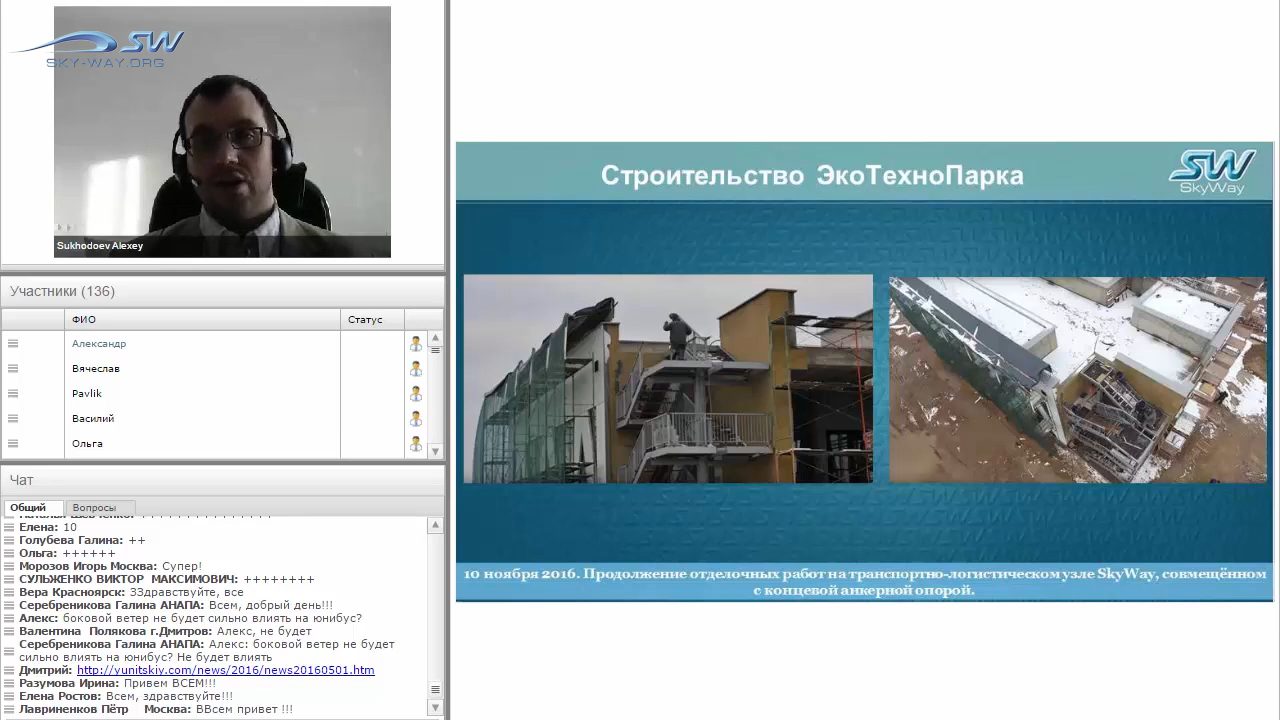 SW
SKY-WAY.ORG
Sukhodoev Alexey
Участники (136)
ФИО
Статус
Александр
Вячеслав
Pavlik
Василий
Ольга
Чат
Общий
Вопросы
Елена: 10
Голубева Галина: ++
Ольга: ++++++
Морозов Игорь Москва: Супер!
СУЛЬЖЕНКО ВИКТОР МАКСИМОВИЧ: ++++++++
Вера Красноярск: ЗЗдравствуйте, все
Серебреникова Галина АНАПА: Всем, добрый день!!!
Алекс: боковой ветер не будет сильно влиять на юнибус?
Валентина Полякова г.Дмитров: Алекс, не будет
Серебреникова Галина АНАПА: Алекс: боковой ветер не будет
сильно влиять на юнибус? Не будет влиять
Дмитрий: http://yunitskiy.com/news/2016/news20160501.htm
Разумова Ирина: Привем ВСЕМ!!!
Елена Ростов: Всем, здравствуйте!!!
Лавриненков Пётр Москва: ВВсем привет !!!
Строительство ЭкоТехноПарка
SW
SkyWay
10 ноября 2016. Продолжение отделочных работ на транспортно-логистическом узле SkyWay, совмещённом
с концевой анкерной опорой.